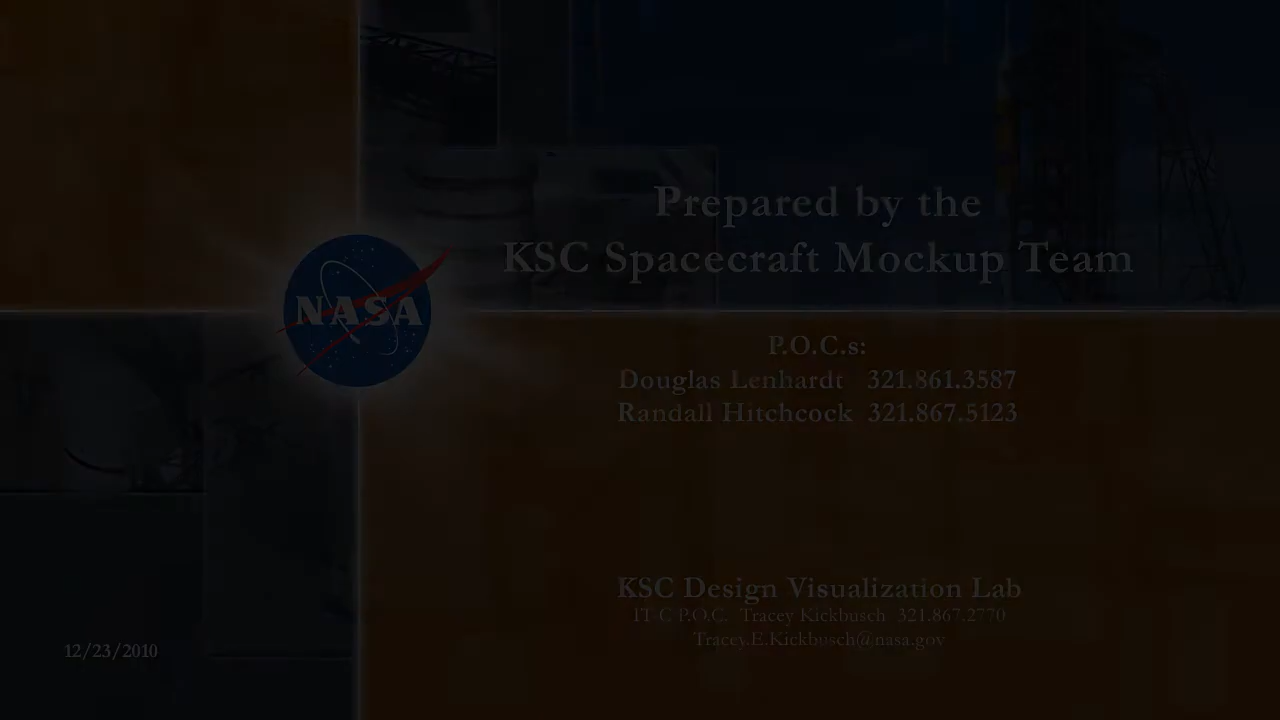 Prepared by the
KSC Spacecraft Mockup Team
NASA
P.O.C.s:
Douglas Lenhardt 321.861.3587
Randall Hitchcock 321.867.5123
KSC Design Visualization Lab
IT-C P.O.C. Tracey Kickbusch 321.867.2770
Tracey.E.Kickbusch@nasa.gov
12/23/2010